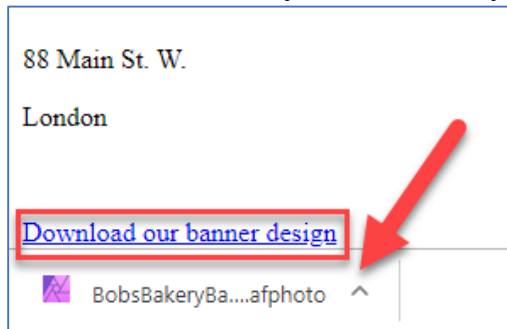 88 Main St. W.
London
Download our banner design
BobsBakeryBa....afphoto